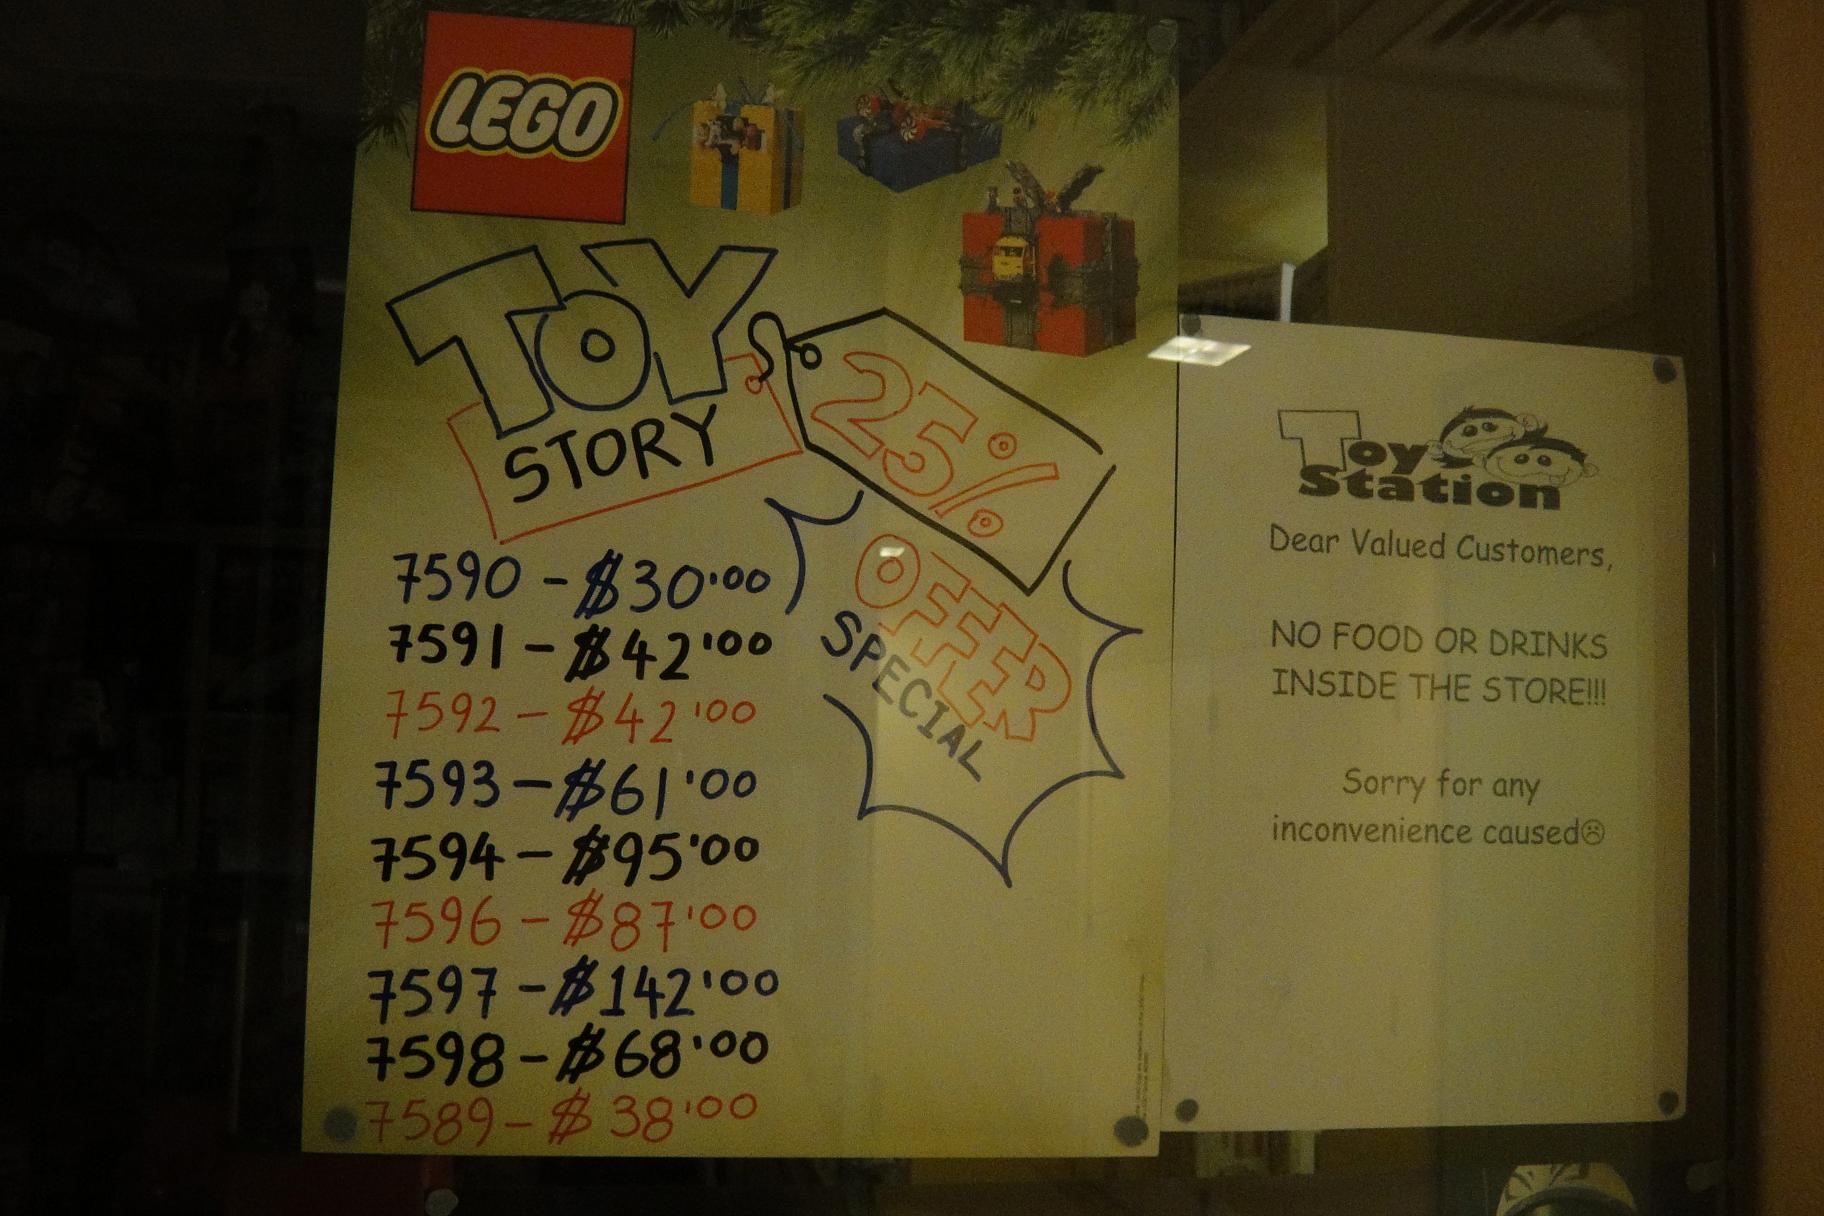 LEGO
TOY
STORY
25%
OFFER
SPECIAL
7590 - $30.00
7591 - $42.00
7592 - $42.00
7593 - $61.00
7594 - $95.00
7596 - $87.00
7597 - $142.00
7598 - $68.00
7589 - $38.00
Toy
Station
Dear Valued Customers,
NO FOOD OR DRINKS
INSIDE THE STORE!!!
Sorry for any
inconvenience caused☹